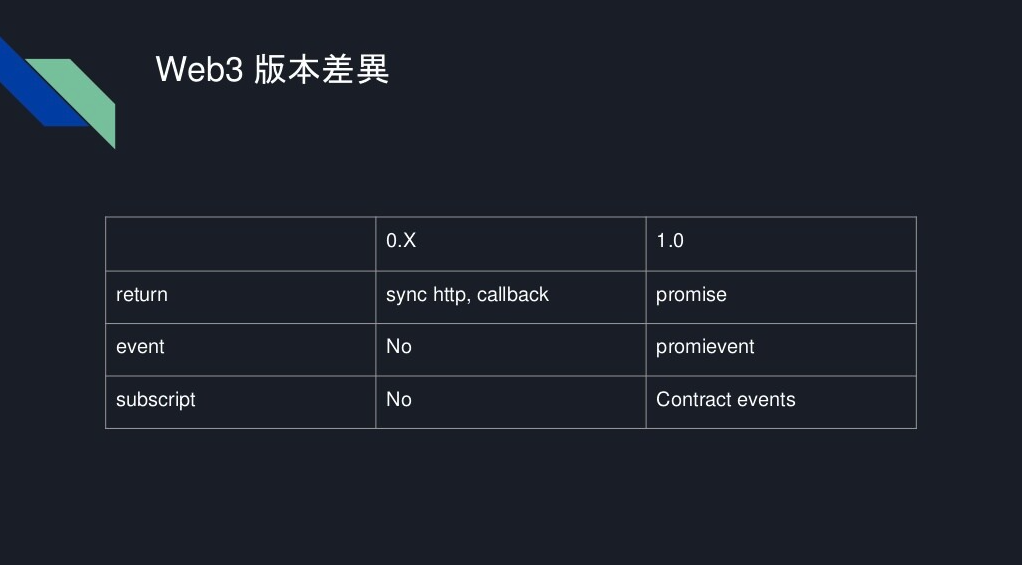 Web3 版本差異
0.X 1.0
return sync http, callback promise
event No promievent
subscript No Contract events